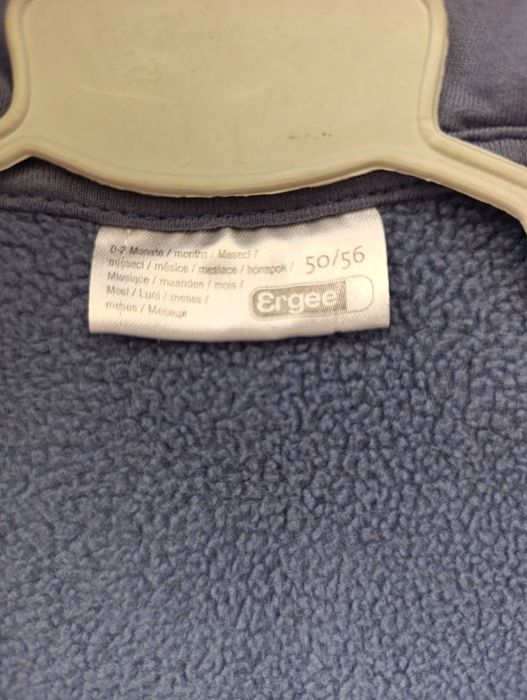 0-2 Monate / months / Meseci /
mjeseci / měsíce / mesiace / hónapok /
Miesiące / maanden / mois /
Mesi / Luni / meses /
meses / Месеци
50/56
Ergee